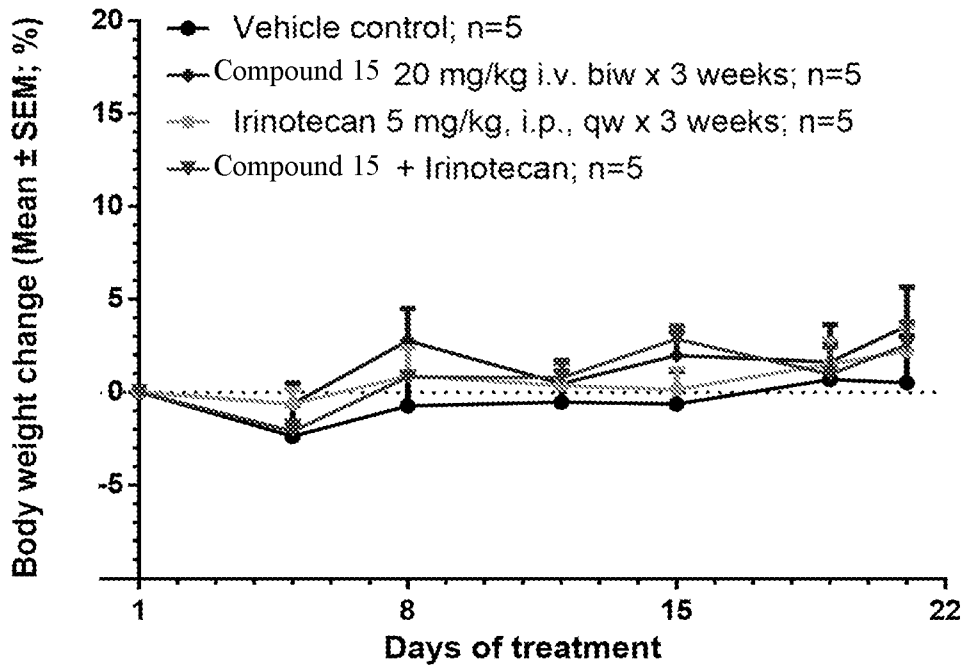 Body weight change (Mean ± SEM; %)
20
15
10
5
0
-5
Vehicle control; n=5
Compound 15 20 mg/kg i.v. biw x 3 weeks; n=5
Irinotecan 5 mg/kg, i.p., qw x 3 weeks; n=5
Compound 15 + Irinotecan; n=5
1
8
15
22
Days of treatment